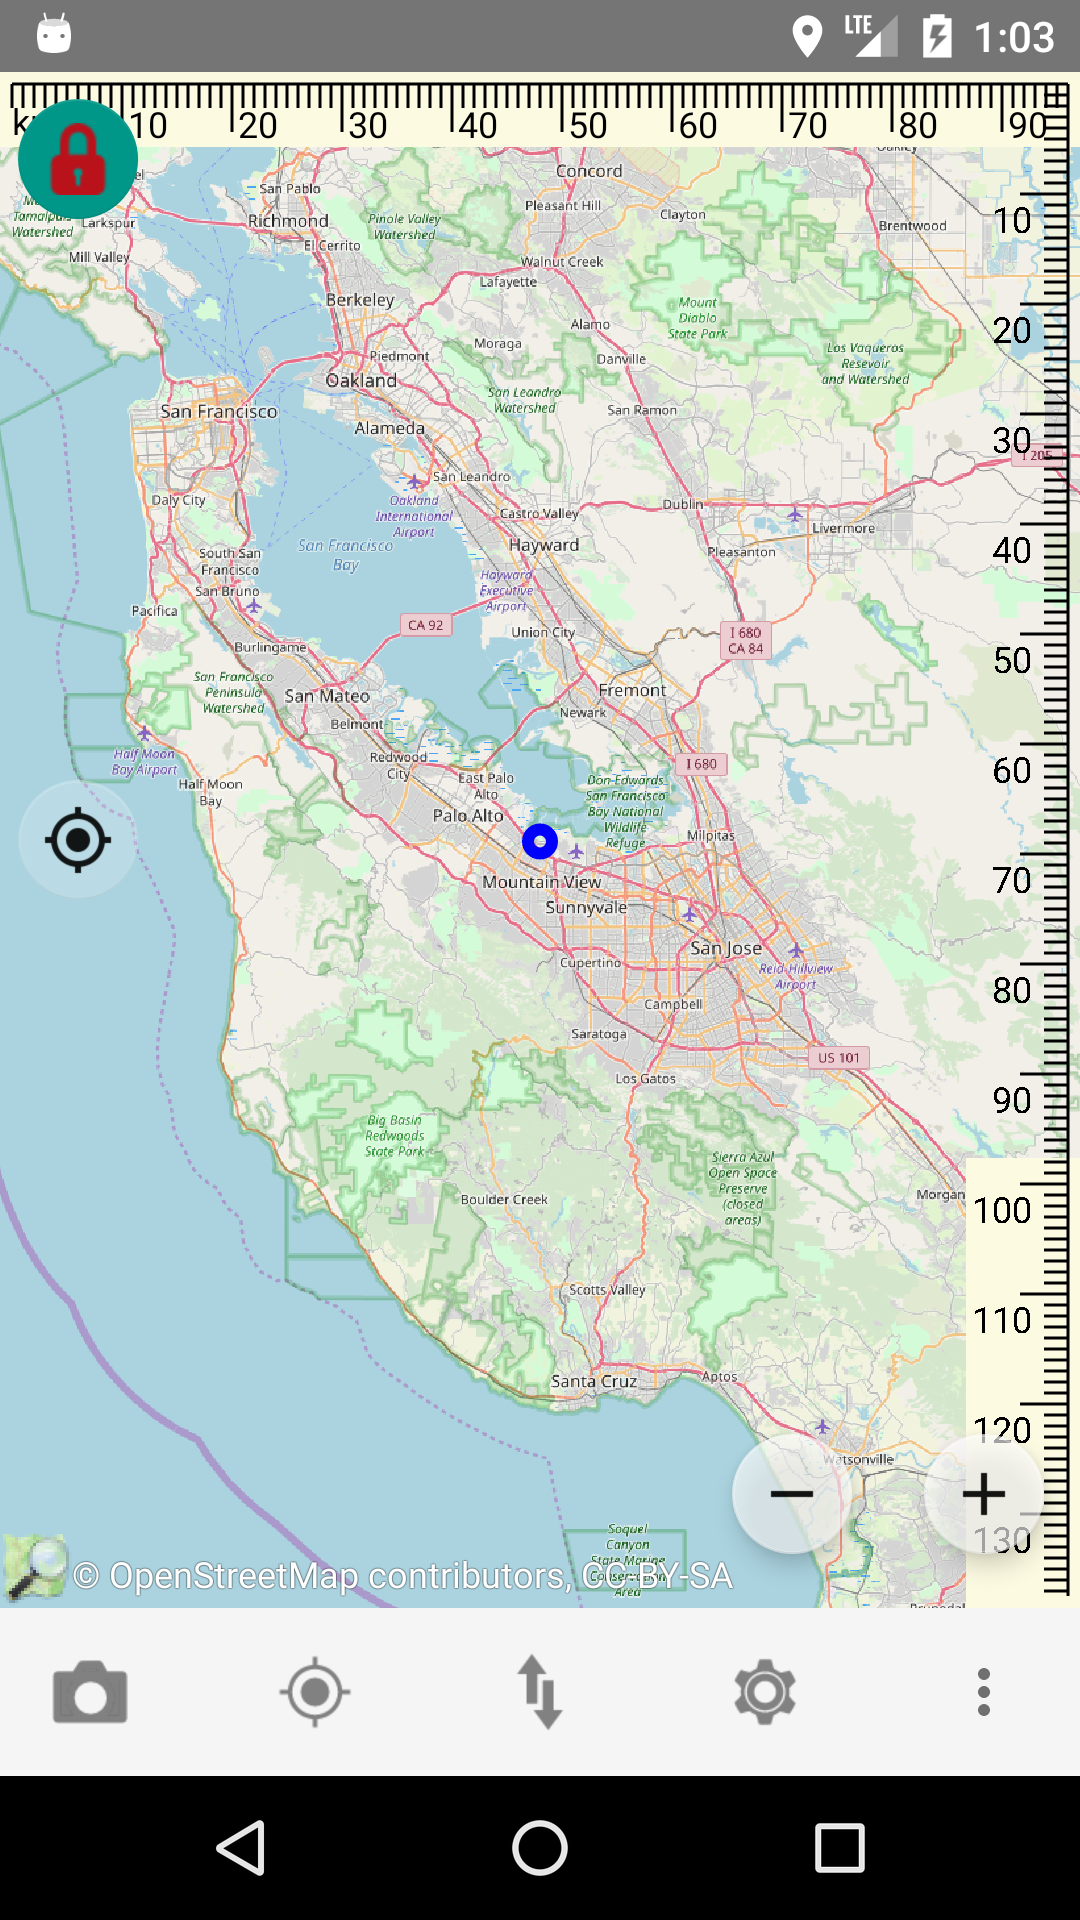 LTE 1:03
10 20 30 40 50 60 70 80 90
Oakley
San Pablo
Concord
Pleasant Hill
Clayton
Richmond
Pinole Valley
Watershed
Tamalpais
Watershed
Larkspur
Brentwood
10
El Cerrito
Mill Valley
Walnut Creek
Lafayette
Berkeley
Mount
Diablo
State Park
Alamo
20
Moraga
Piedmont
Danville
Los Vaqueros
Resevoir
and Watershed
Oakland
San Leandro
Watershed
San Francisco
San Ramon
Alameda
30
I 205
San Leandro
Daly City
Oakland
International
Airport
Castro Valley
Dublin
Livermore
San Francisco
Bay
Hayward
Pleasanton
40
South San
Francisco
San Bruno
Hayward
Executive
Airport
Pacifica
CA 92
Union City
I 680
CA 84
Burlingame
50
San Francisco
Peninsula
Watershed
San Mateo
Fremont
Belmont
Newark
Half Moon
Bay Airport
Redwood
City
I 680
60
East Palo
Alto
Half Moon
Bay
Don Edwards
San Francisco
Bay National
Wildlife
Refuge
Palo Alto
Milpitas
Mountain View
70
Sunnyvale
San Jose
Cupertino
Reid-Hillview
Airport
80
Campbell
Saratoga
US 101
Los Gatos
90
Big Basin
Redwoods
State Park
Sierra Azul
Open Space
Preserve
(closed
areas)
Boulder Creek
Morgan
100
Scotts Valley
110
Santa Cruz
Aptos
120
Watsonville
Soquel
Canyon
State Marine
Conservation
Area
130
© OpenStreetMap contributors, CC-BY-SA